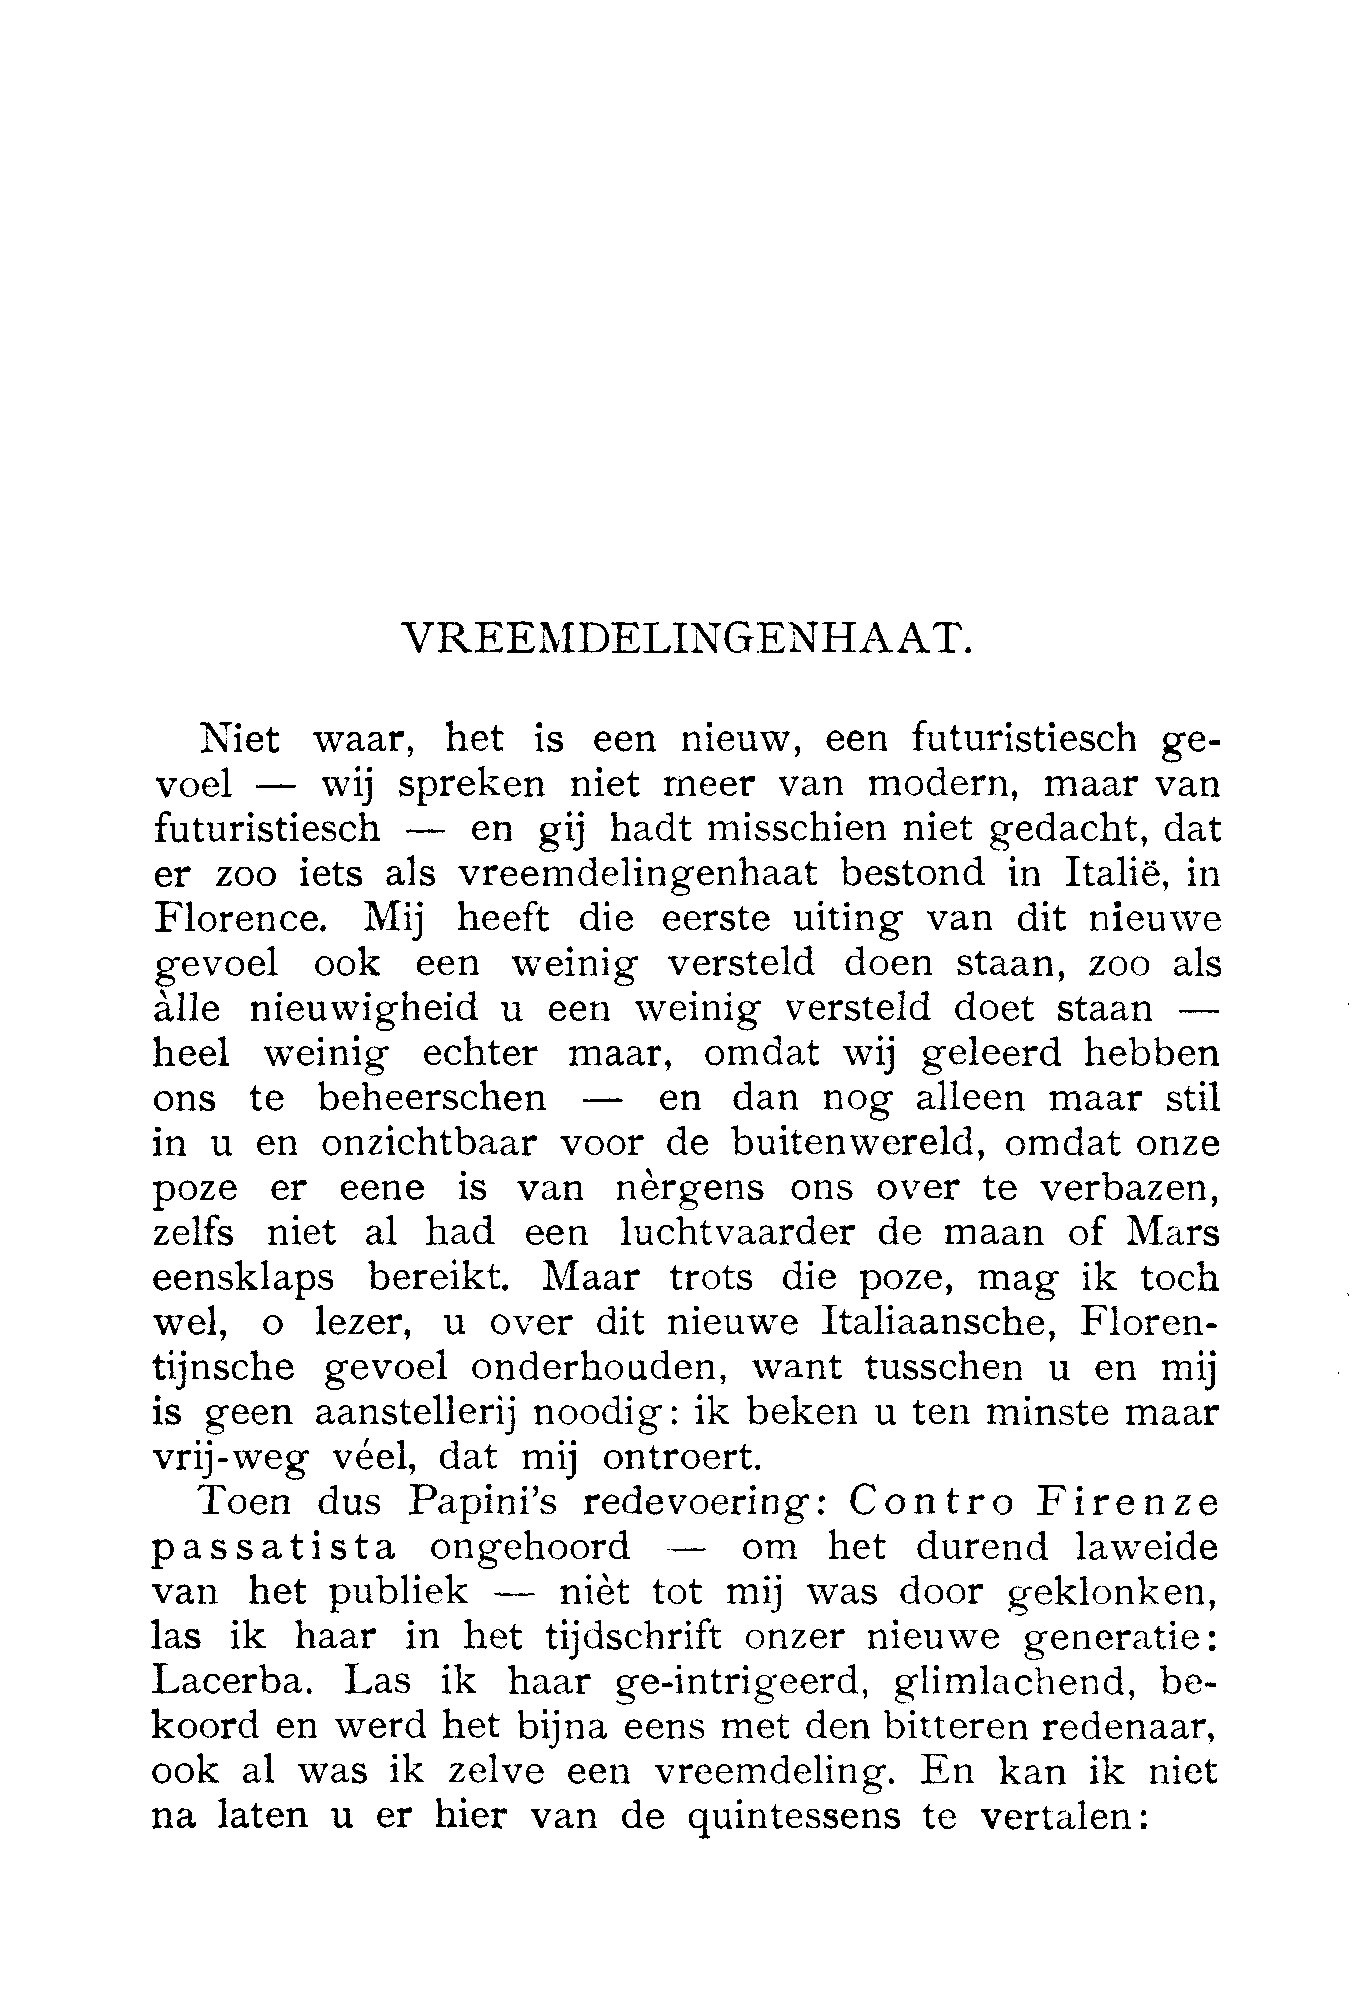 VREEMDELINGENHAAT.
Niet waar, het is een nieuw, een futuristiesch ge-
voel — wij spreken niet meer van modern, maar van
futuristiesch — en gij hadt misschien niet gedacht, dat
er zoo iets als vreemdelingenhaat bestond in Italië, in
Florence. Mij heeft die eerste uiting van dit nieuwe
gevoel ook een weinig versteld doen staan, zoo als
àlle nieuwigheid u een weinig versteld doet staan —
heel weinig echter maar, omdat wij geleerd hebben
ons te beheerschen — en dan nog alleen maar stil
in u en onzichtbaar voor de buitenwereld, omdat onze
poze er eene is van nèrgens ons over te verbazen,
zelfs niet al had een luchtvaarder de maan of Mars
eensklaps bereikt. Maar trots die poze, mag ik toch
wel, o lezer, u over dit nieuwe Italiaansche, Floren-
tijnsche gevoel onderhouden, want tusschen u en mij
is geen aanstellerij noodig: ik beken u ten minste maar
vrij-weg véel, dat mij ontroert.
Toen dus Papini's redevoering: Contro Firenze
passatista ongehoord — om het durend laweide
van het publiek — nièt tot mij was door geklonken,
las ik haar in het tijdschrift onzer nieuwe generatie:
Lacerba. Las ik haar ge-intrigeerd, glimlachend, be-
koord en werd het bijna eens met den bitteren redenaar,
ook al was ik zelve een vreemdeling. En kan ik niet
na laten u er hier van de quintessens te vertalen: